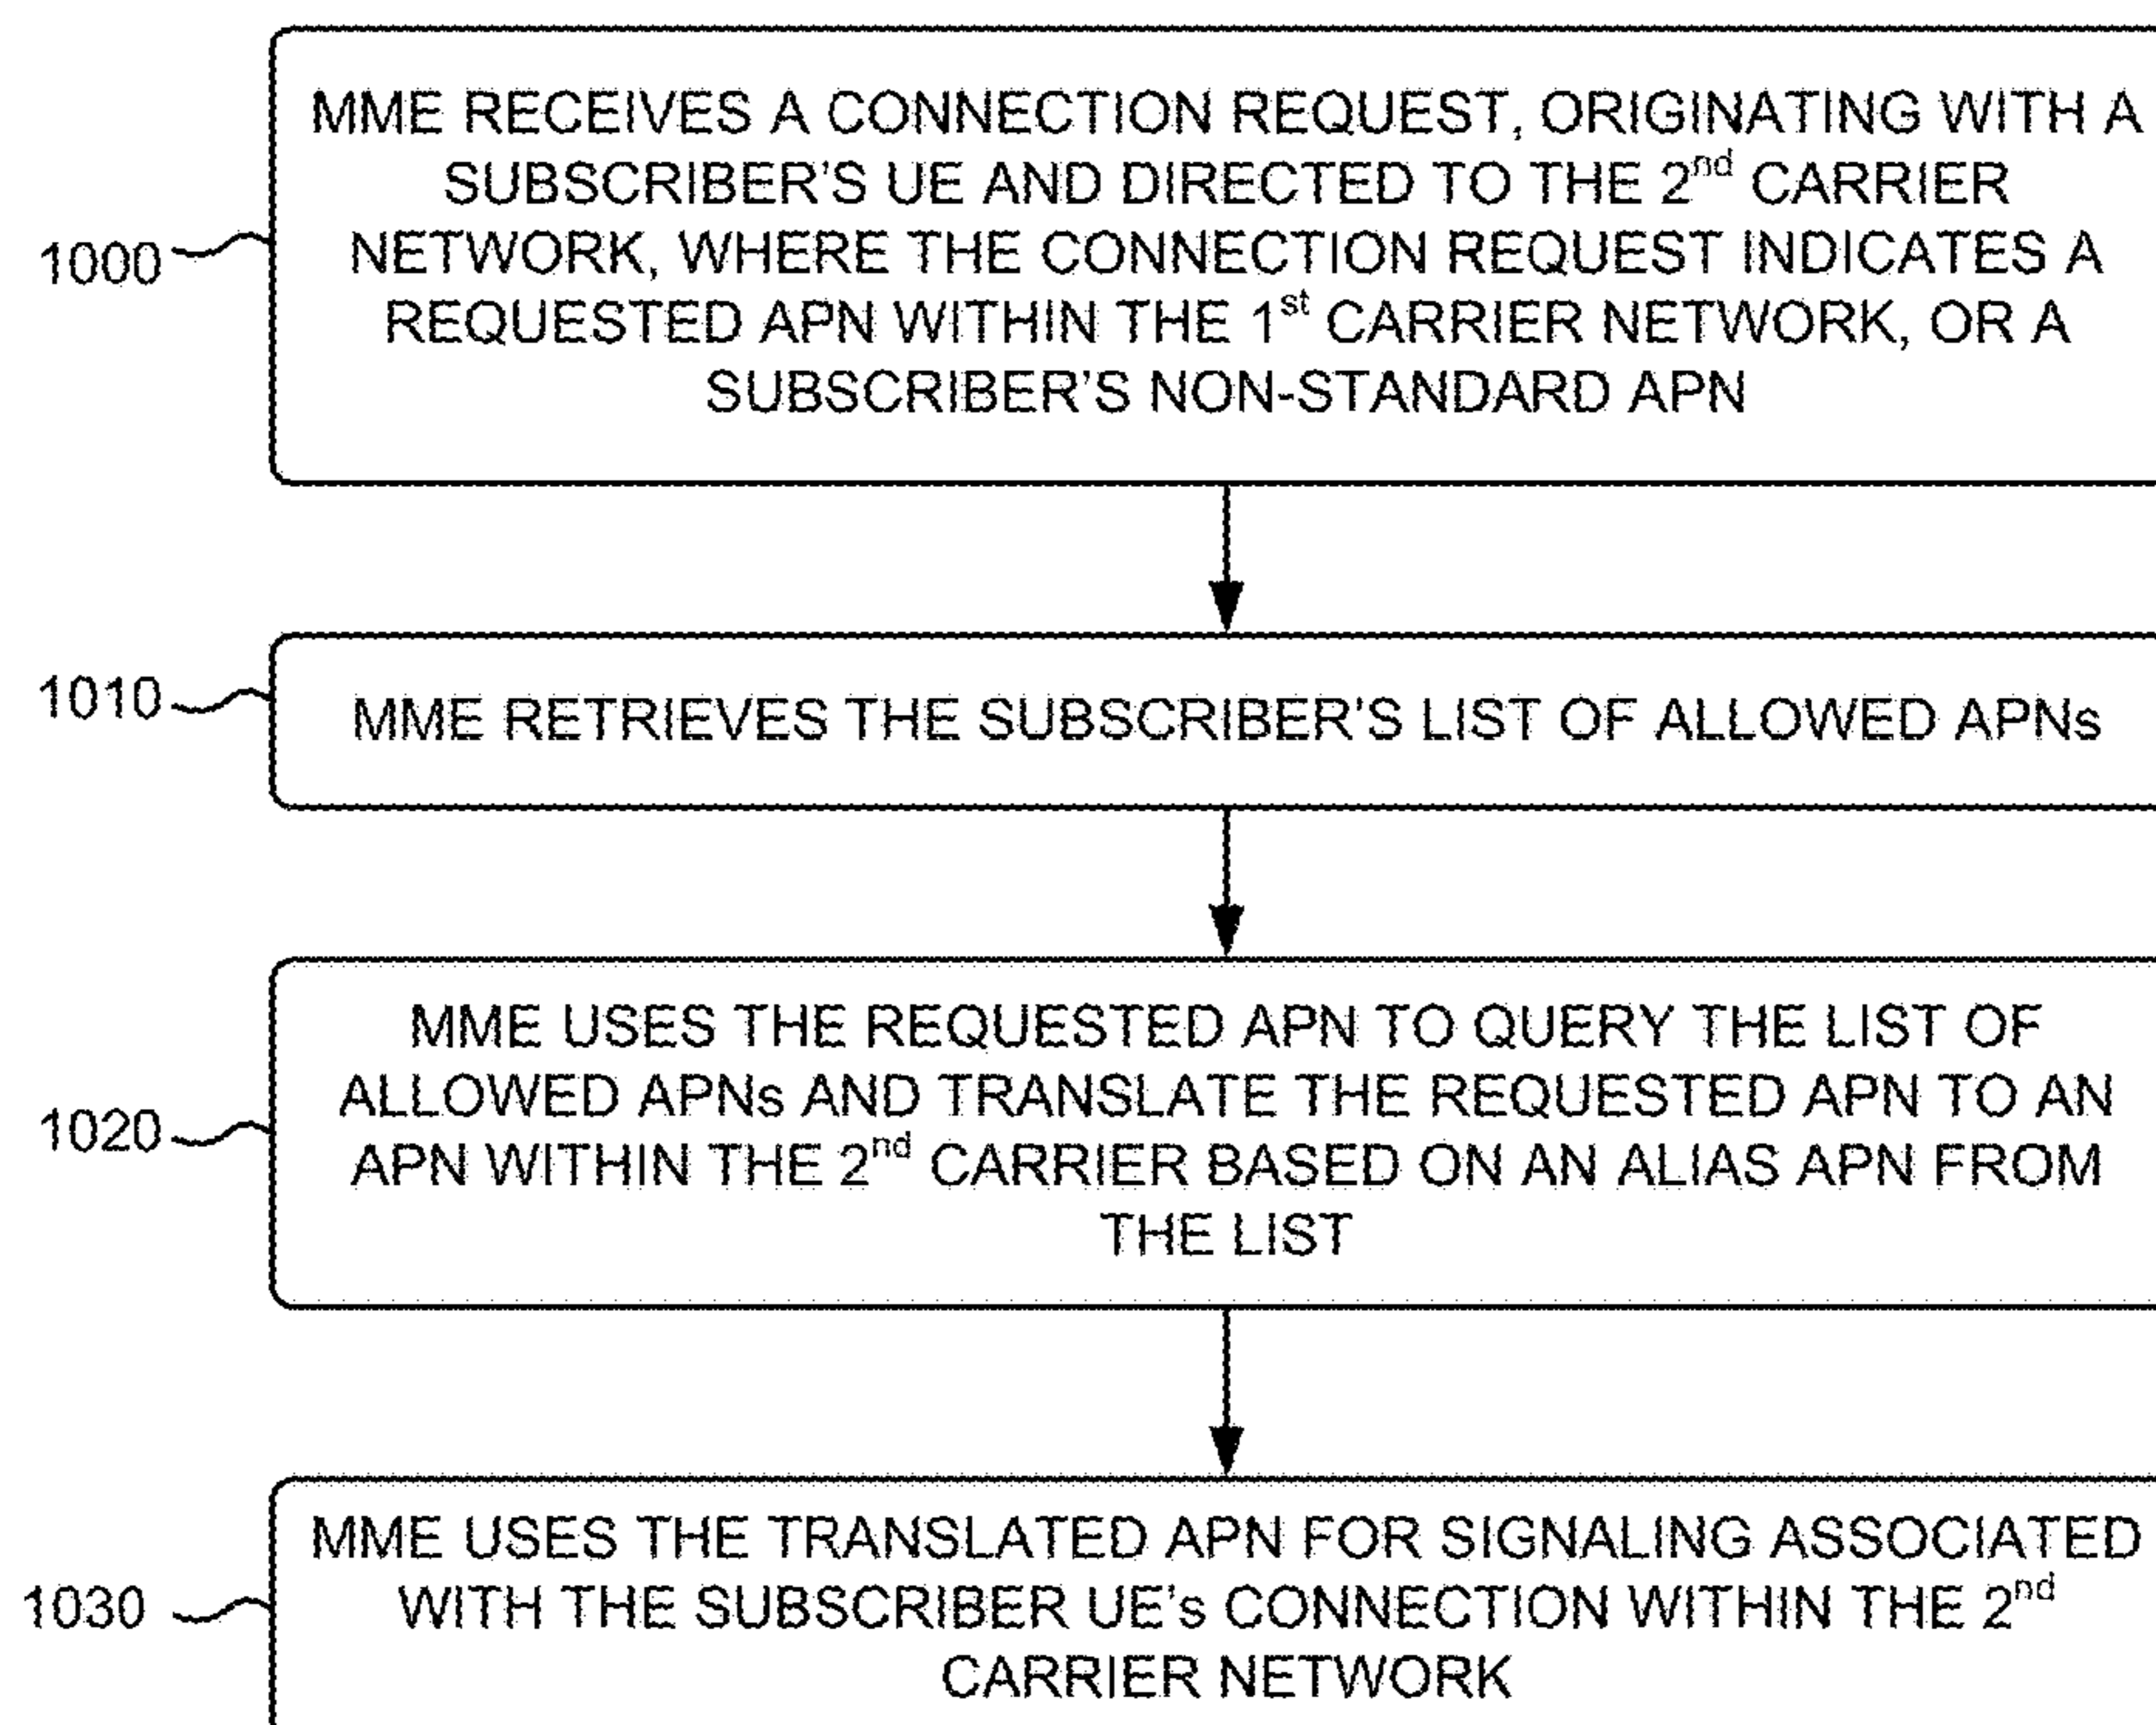 MME RECEIVES A CONNECTION REQUEST, ORIGINATING WITH A
SUBSCRIBER'S UE AND DIRECTED TO THE 2nd CARRIER
1000
NETWORK, WHERE THE CONNECTION REQUEST INDICATES A
REQUESTED APN WITHIN THE 1st CARRIER NETWORK, OR A
SUBSCRIBER'S NON-STANDARD APN
1010
MME RETRIEVES THE SUBSCRIBER'S LIST OF ALLOWED APNs
MME USES THE REQUESTED APN TO QUERY THE LIST OF
ALLOWED APNs AND TRANSLATE THE REQUESTED APN TO AN
1020
APN WITHIN THE 2nd CARRIER BASED ON AN ALIAS APN FROM
THE LIST
MME USES THE TRANSLATED APN FOR SIGNALING ASSOCIATED
1030
WITH THE SUBSCRIBER UE's CONNECTION WITHIN THE 2nd
CARRIER NETWORK